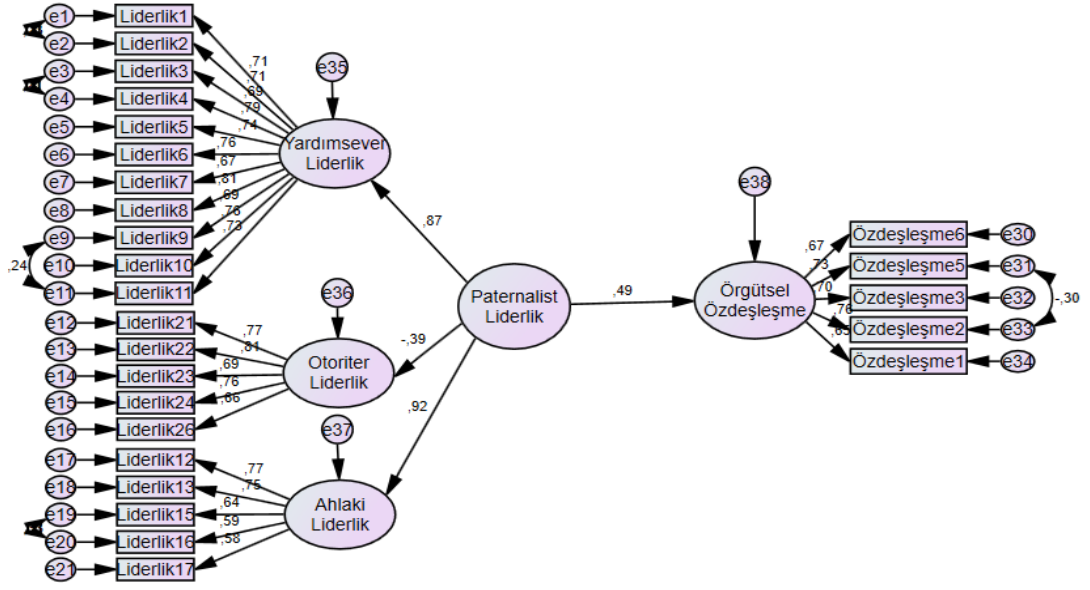 e1
Liderlik1
e2
Liderlik2
e3
Liderlik3
e4
Liderlik4
e5
Liderlik5
e6
Liderlik6
e7
Liderlik7
e8
Liderlik8
e9
Liderlik9
e10
Liderlik10
e11
Liderlik11
,24
,71
,71
,69
,79
,74
,76
,67
,81
,69
,76
,73
e35
Yardımsever
Liderlik
,87
e12
Liderlik21
e13
Liderlik22
e14
Liderlik23
e15
Liderlik24
e16
Liderlik26
,77
,81
,69
,76
,66
e36
Otoriter
Liderlik
-,39
e17
Liderlik12
e18
Liderlik13
e19
Liderlik15
e20
Liderlik16
e21
Liderlik17
,77
,75
,64
,59
,58
e37
Ahlaki
Liderlik
,92
Paternalist
Liderlik
,49
e38
Örgütsel
Özdeşleşme
,67
,73
,70
,76
,65
Özdeşleşme6
e30
Özdeşleşme5
e31
Özdeşleşme3
e32
Özdeşleşme2
e33
Özdeşleşme1
e34
-,30